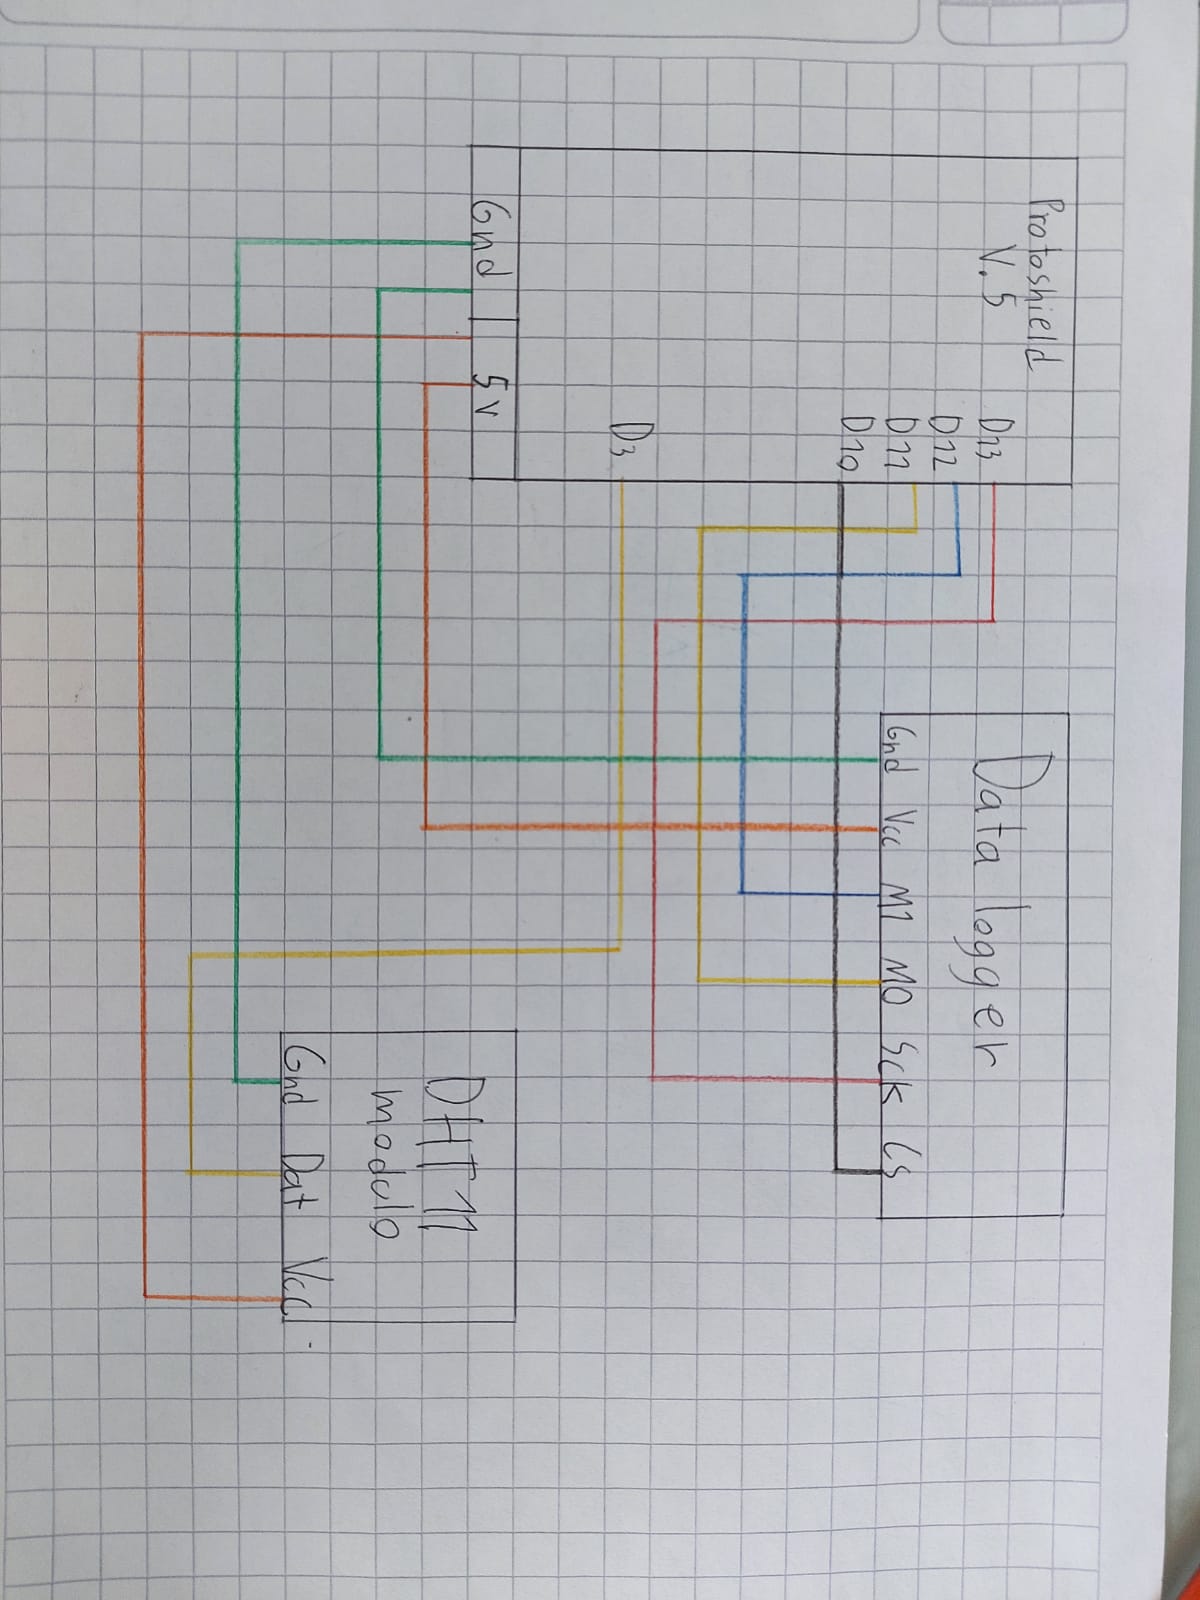 Protoshield
V.5
D13
D12
D11
D10
D3
Gnd
5v
Data logger
Gnd Vcc M1 M0 Sck Cs
DHT11
modulo
Gnd Dat Vcc